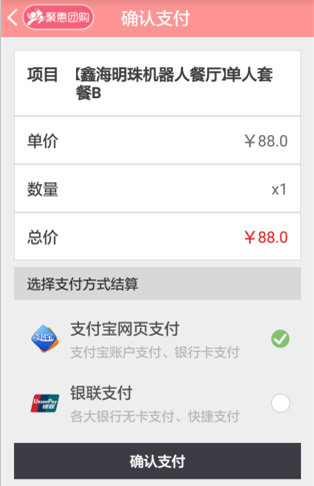 聚惠团购
确认支付
项目 【鑫海明珠机器人餐厅】单人套
餐B
单价 ￥88.0
数量 x1
总价 ￥88.0
选择支付方式结算
支付宝网页支付
支付宝账户支付、银行卡支付
UnionPay
银联
银联支付
各大银行无卡支付、快捷支付
确认支付